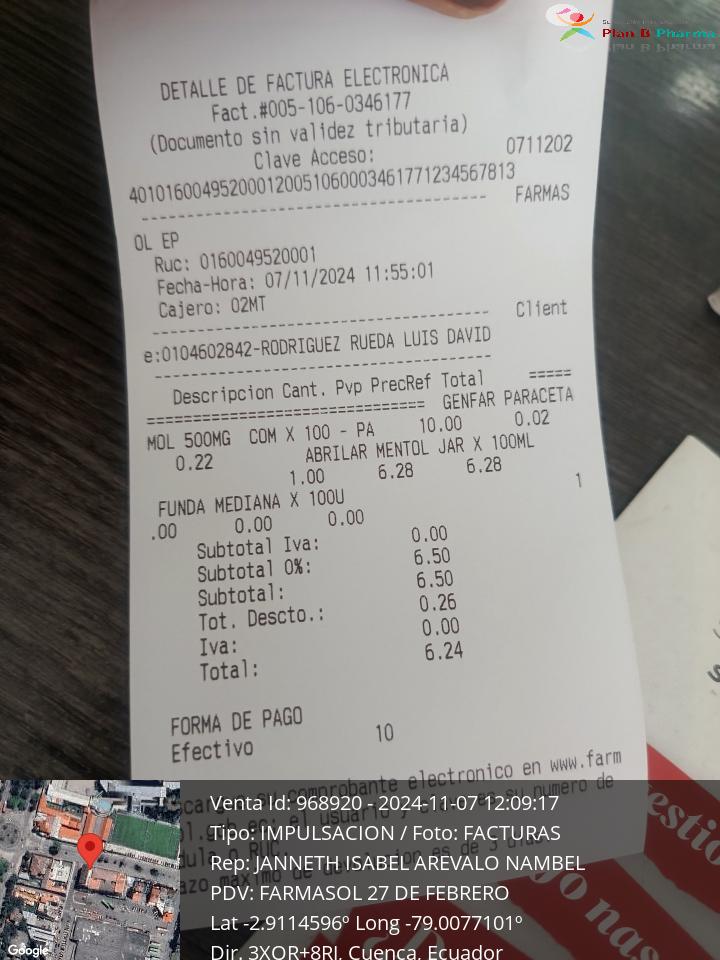 Plan B Pharma
DETALLE DE FACTURA ELECTRONICA
Fact.#005-106-0346177
(Documento sin validez tributaria)
Clave Acceso: 0711202
401016004952000120051060003461771234567813
FARMAS
OL EP
Ruc: 0160049520001
Fecha-Hora: 07/11/2024 11:55:01
Cajero: 02MT
Client
e:0104602842-RODRIGUEZ RUEDA LUIS DAVID
Descripcion Cant. Pvp PrecRef Total =====
============================== GENFAR PARACETA
MOL 500MG COM X 100 - PA 10.00 0.02
0.22 ABRILAR MENTOL JAR X 100ML
1.00 6.28 6.28
FUNDA MEDIANA X 100U 1
.00 0.00 0.00
Subtotal Iva: 0.00
Subtotal 0%: 6.50
Subtotal: 6.50
Tot. Descto.: 0.26
Iva: 0.00
Total: 6.24
FORMA DE PAGO
Efectivo 10
comprobante electronico en www.farm
Venta Id: 968920 - 2024-11-07 12:09:17
Tipo: IMPULSACION / Foto: FACTURAS
Rep: JANNETH ISABEL AREVALO NAMBEL
PDV: FARMASOL 27 DE FEBRERO
Lat -2.9114596º Long -79.0077101º
Dir. 3XQR+8RJ, Cuenca, Ecuador
Google